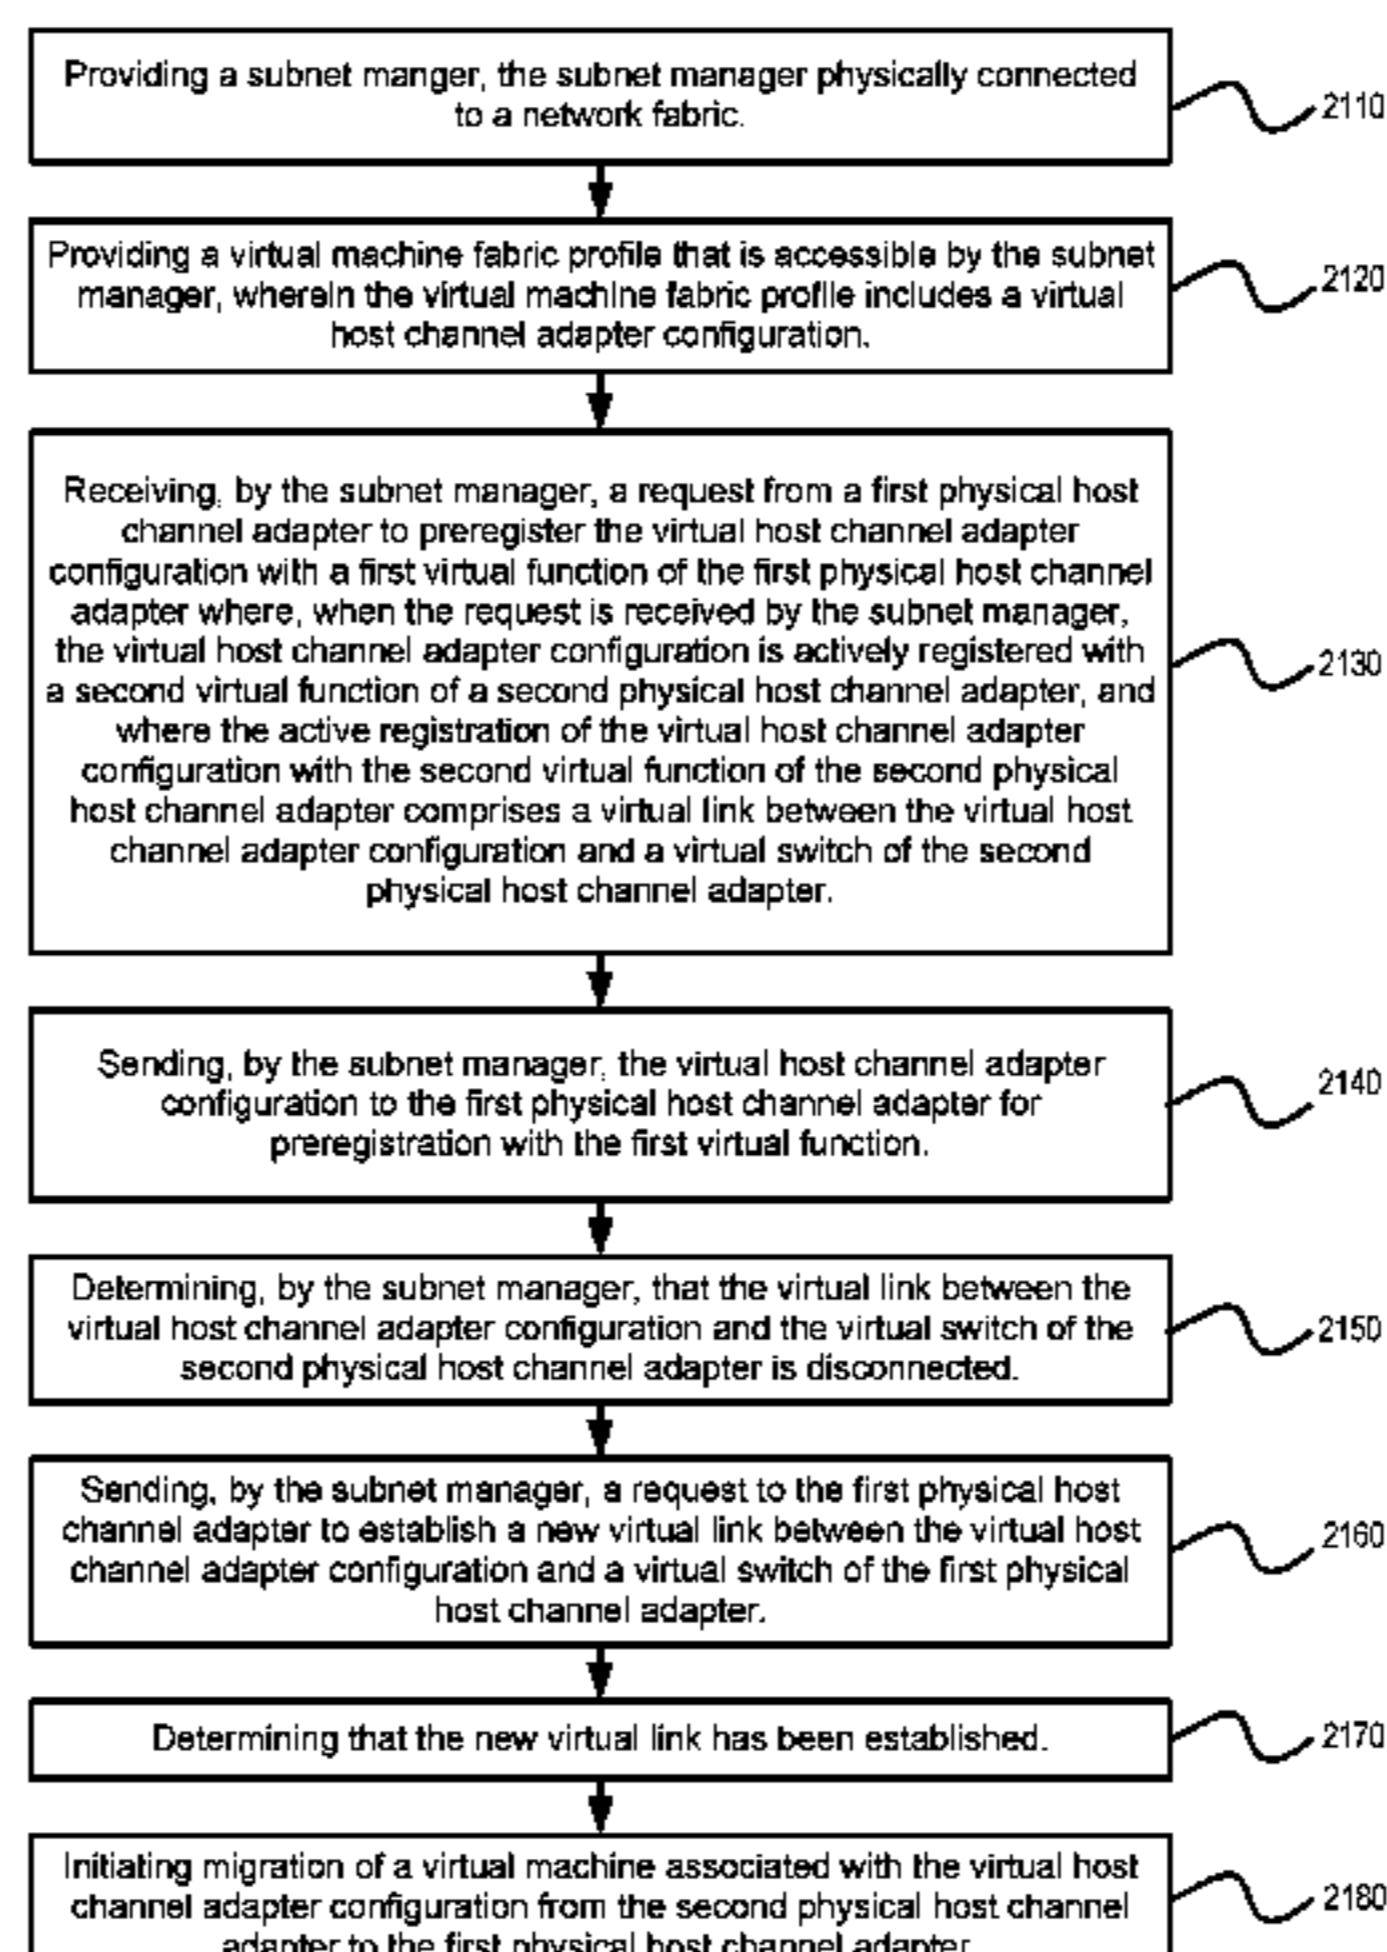 Providing a subnet manger, the subnet manager physically connected
to a network fabric.
2110
Providing a virtual machine fabric profile that is accessible by the subnet
manager, wherein the virtual machine fabric profile includes a virtual
host channel adapter configuration.
2120
Receiving, by the subnet manager, a request from a first physical host
channel adapter to preregister the virtual host channel adapter
configuration with a first virtual function of the first physical host channel
adapter where, when the request is received by the subnet manager,
the virtual host channel adapter configuration is actively registered with
a second virtual function of a second physical host channel adapter, and
where the active registration of the virtual host channel adapter
configuration with the second virtual function of the second physical
host channel adapter comprises a virtual link between the virtual host
channel adapter configuration and a virtual switch of the second
physical host channel adapter.
2130
Sending, by the subnet manager, the virtual host channel adapter
configuration to the first physical host channel adapter for
preregistration with the first virtual function.
2140
Determining, by the subnet manager, that the virtual link between the
virtual host channel adapter configuration and the virtual switch of the
second physical host channel adapter is disconnected.
2150
Sending, by the subnet manager, a request to the first physical host
channel adapter to establish a new virtual link between the virtual host
channel adapter configuration and a virtual switch of the first physical
host channel adapter.
2160
Determining that the new virtual link has been established.
2170
Initiating migration of a virtual machine associated with the virtual host
channel adapter configuration from the second physical host channel
adapter to the first physical host channel adapter
2180